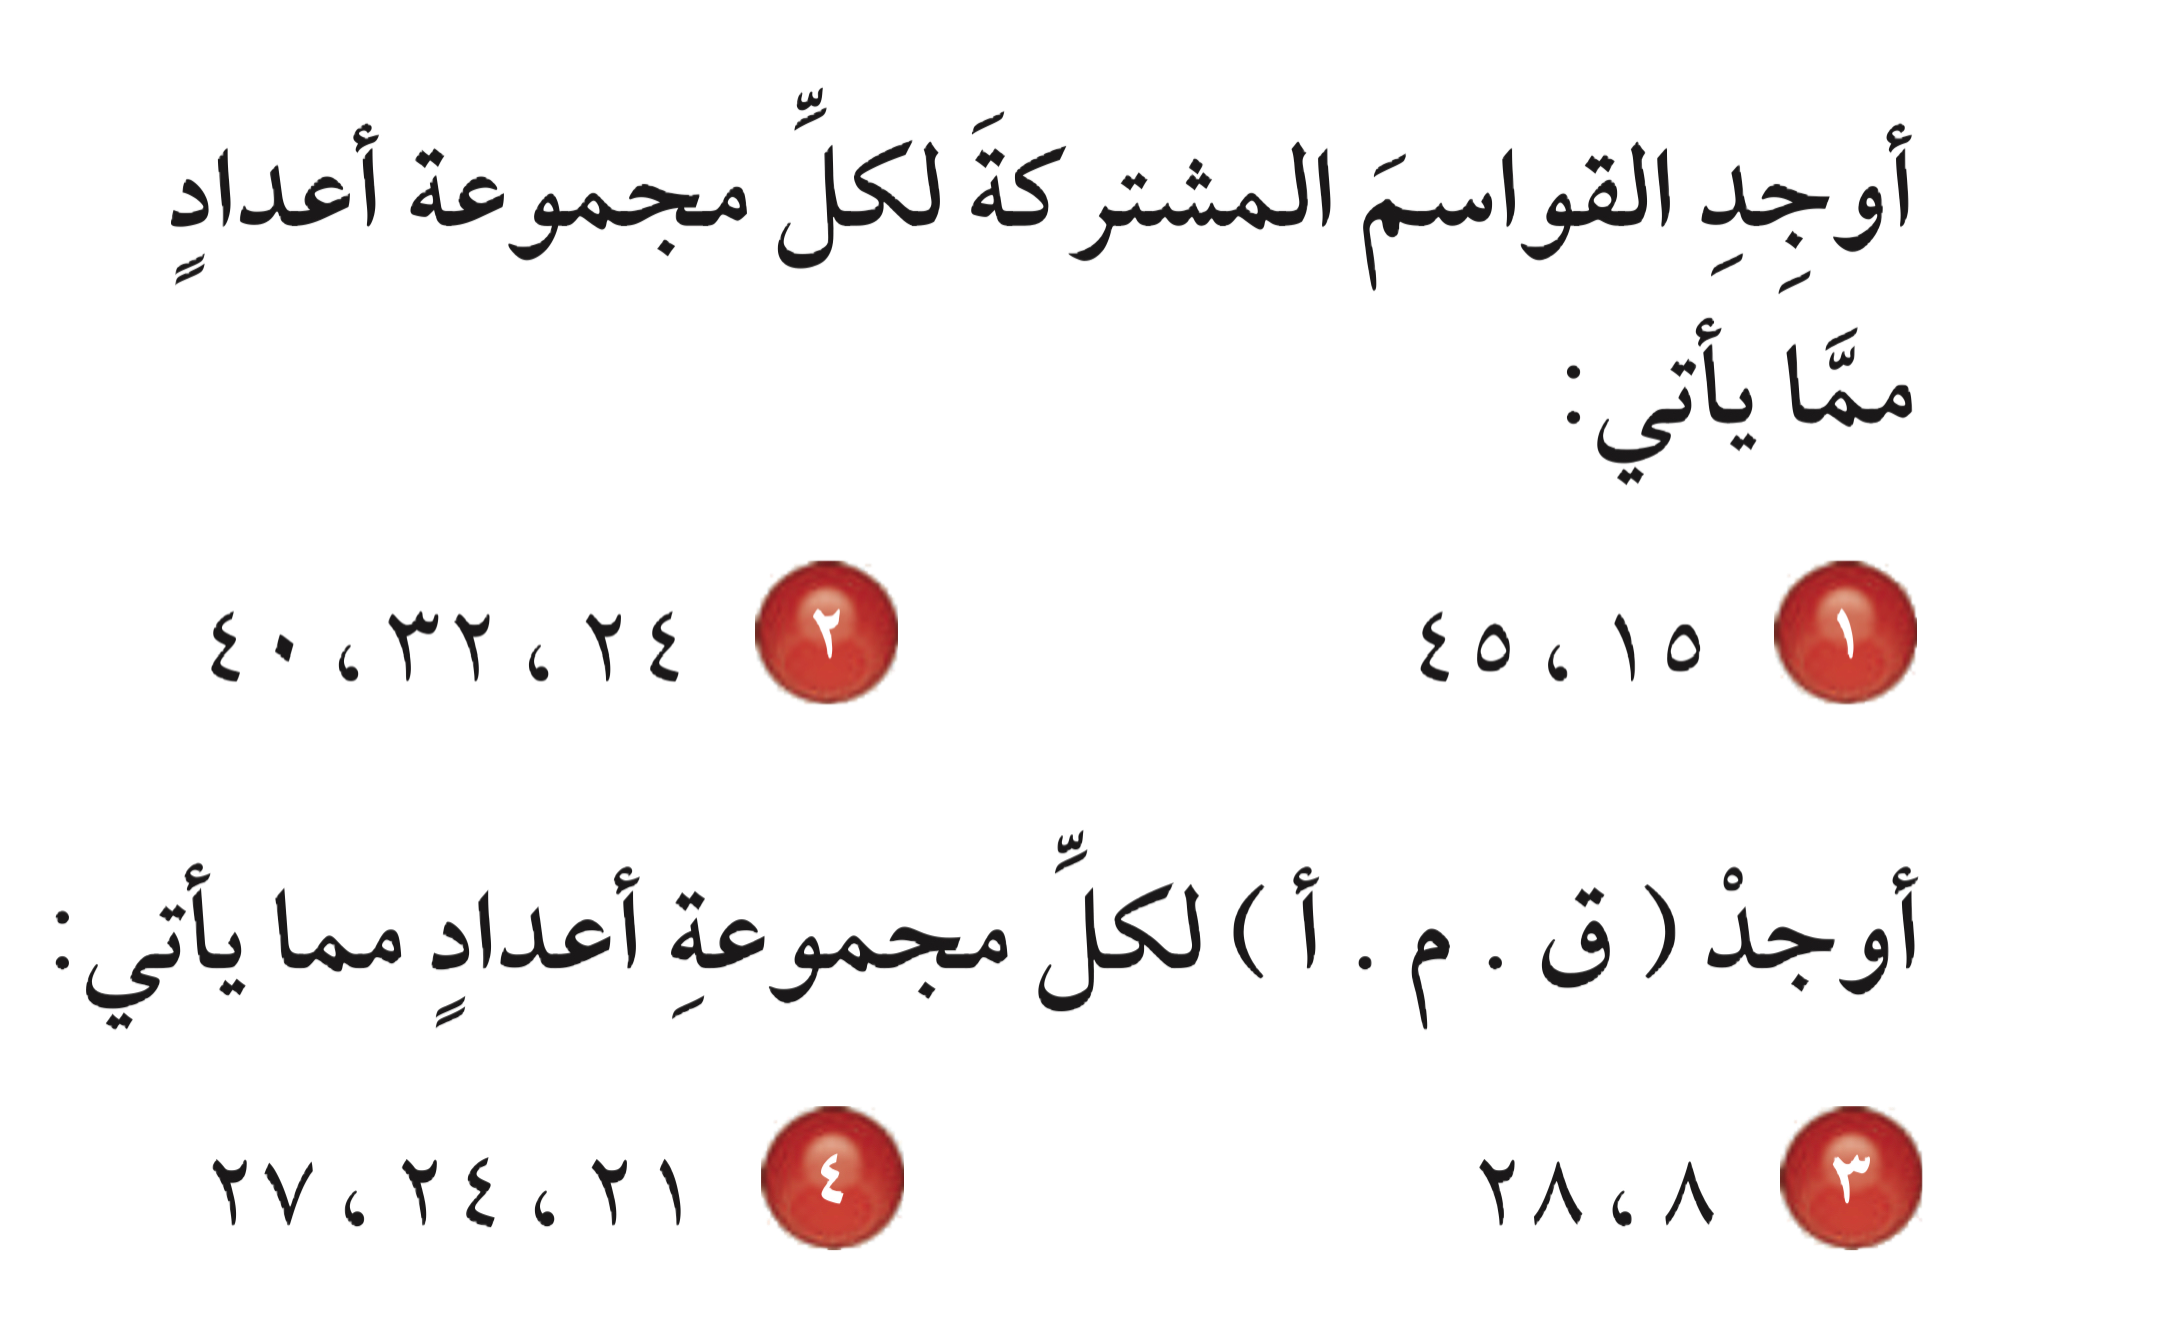 أوجِدِ القواسمَ المشتركةَ لكلِّ مجموعة أعدادٍ
ممَّا يأتي:
١ ١٥ ، ٤٥ ٢ ٢٤ ، ٣٢ ، ٤٠
أوجدْ ( ق . م . أ ) لكلِّ مجموعةِ أعدادٍ مما يأتي:
٣ ٨ ، ٢٨ ٤ ٢١ ، ٢٤ ، ٢٧